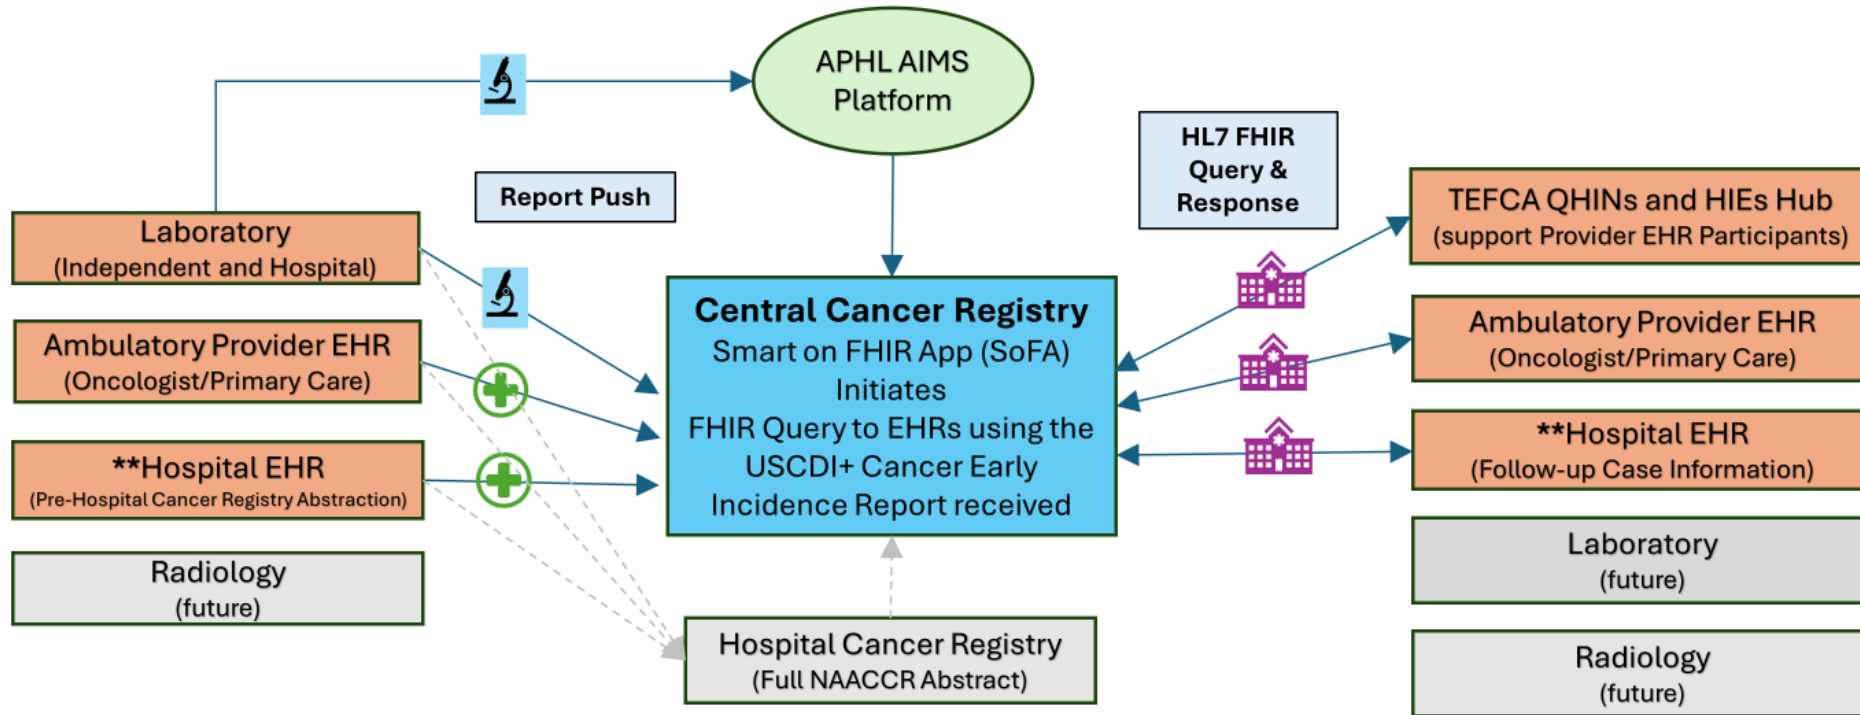 APHL AIMS
Platform
HL7 FHIR
Query &
Response
Report Push
Laboratory
(Independent and Hospital)
Ambulatory Provider EHR
(Oncologist/Primary Care)
**Hospital EHR
(Pre-Hospital Cancer Registry Abstraction)
Radiology
(future)
Central Cancer Registry
Smart on FHIR App (SoFA)
Initiates
FHIR Query to EHRs using the
USCDI+ Cancer Early
Incidence Report received
Hospital Cancer Registry
(Full NAACCR Abstract)
TEFCA QHINs and HIEs Hub
(support Provider EHR Participants)
Ambulatory Provider EHR
(Oncologist/Primary Care)
**Hospital EHR
(Follow-up Case Information)
Laboratory
(future)
Radiology
(future)